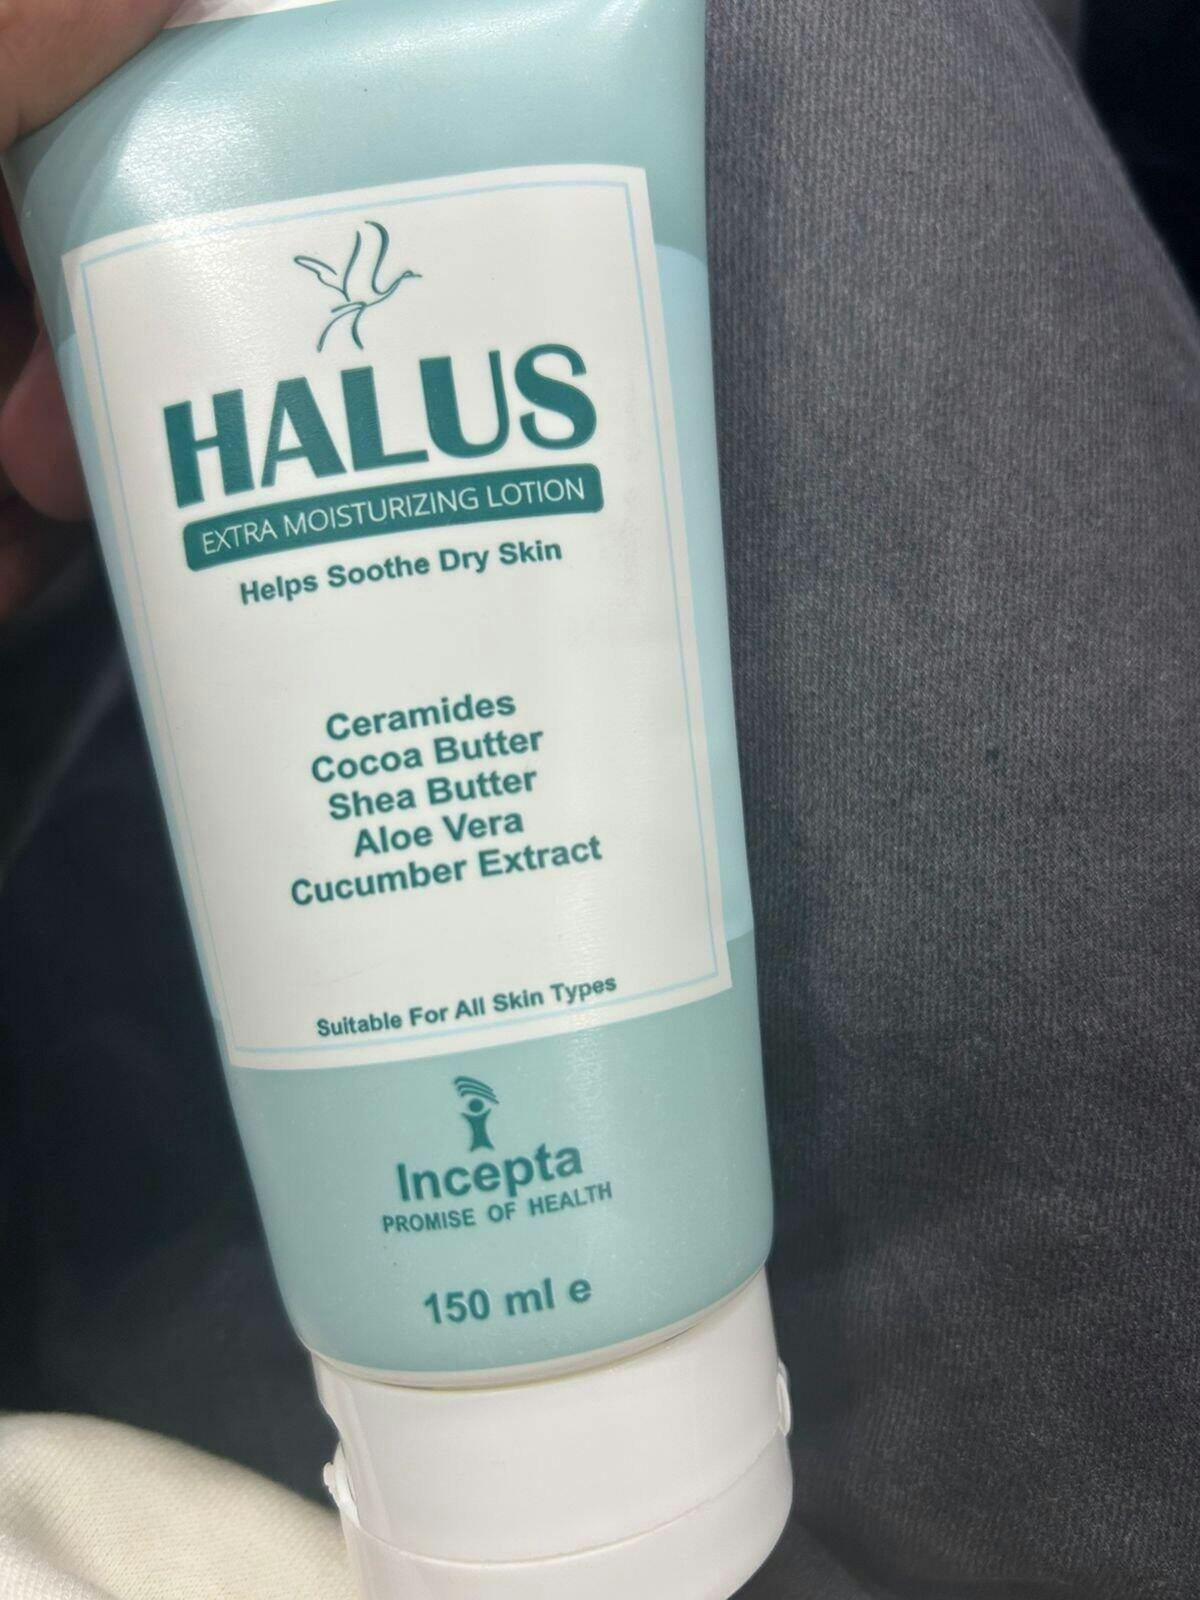 HALUS
EXTRA MOISTURIZING LOTION
Helps Soothe Dry Skin
Ceramides
Cocoa Butter
Shea Butter
Aloe Vera
Cucumber Extract
Suitable For All Skin Types
Incepta
PROMISE OF HEALTH
150 ml e